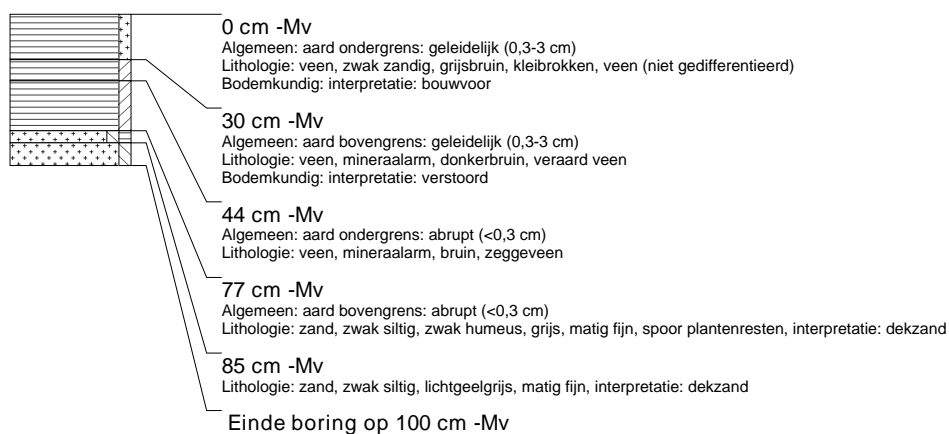 0 cm -Mv
Algemeen: aard ondergrens: geleidelijk (0,3-3 cm)
Lithologie: veen, zwak zandig, grijsbruin, kleibrokken, veen (niet gedifferentieerd)
Bodemkundig: interpretatie: bouwvoor
30 cm -Mv
Algemeen: aard bovengrens: geleidelijk (0,3-3 cm)
Lithologie: veen, mineraalarm, donkerbruin, veraard veen
Bodemkundig: interpretatie: verstoord
44 cm -Mv
Algemeen: aard ondergrens: abrupt (<0,3 cm)
Lithologie: veen, mineraalarm, bruin, zeggeveen
77 cm -Mv
Algemeen: aard bovengrens: abrupt (<0,3 cm)
Lithologie: zand, zwak siltig, zwak humeus, grijs, matig fijn, spoor plantenresten, interpretatie: dekzand
85 cm -Mv
Lithologie: zand, zwak siltig, lichtgeelgrijs, matig fijn, interpretatie: dekzand
Einde boring op 100 cm -Mv